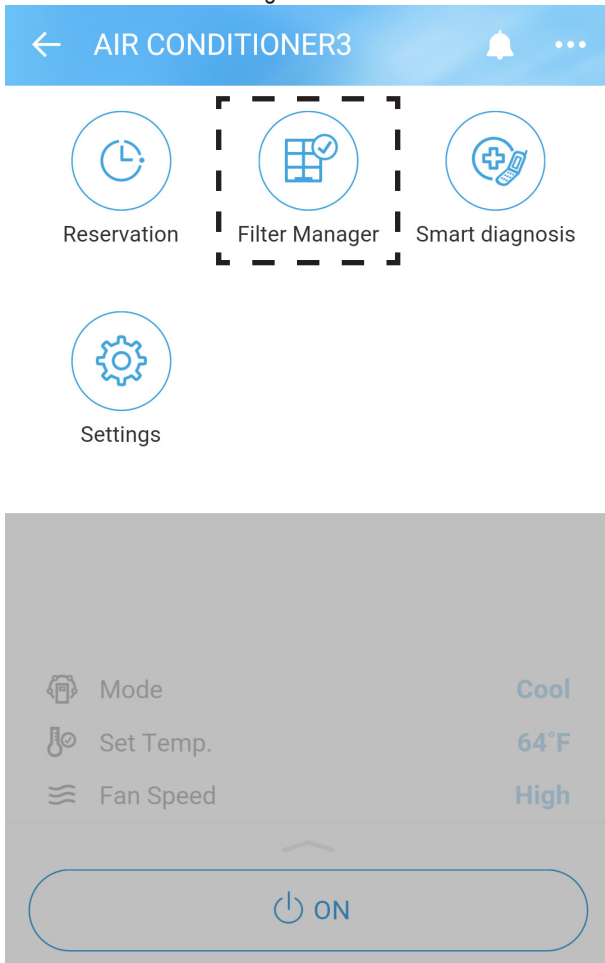 AIR CONDITIONER3
Reservation
Filter Manager
Smart diagnosis
Settings
Mode Cool
Set Temp. 64°F
Fan Speed High
ON